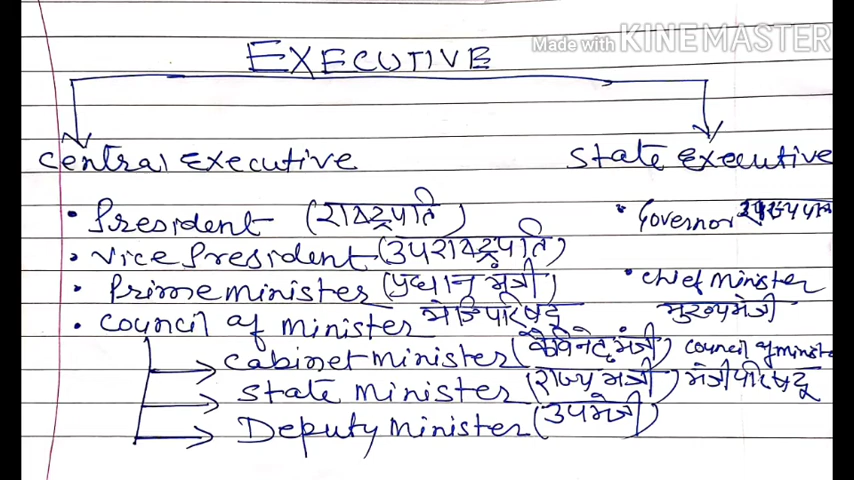 Made with KINEMASTER
EXECUTIVE
Central Executive
State Executive
• President (राष्ट्रपति)
• Vice President (उपराष्ट्रपति)
• Prime minister (प्रधान मंत्री)
• Council of minister मंत्रिपरिषद्
→ Cabinet minister (केबिनेट मंत्री)
→ State minister (राज्य मंत्री)
→ Deputy minister (उपमंत्री)
• Governor
• Chief minister
मुख्यमंत्री
council of ministe
मंत्रीपरिषद्